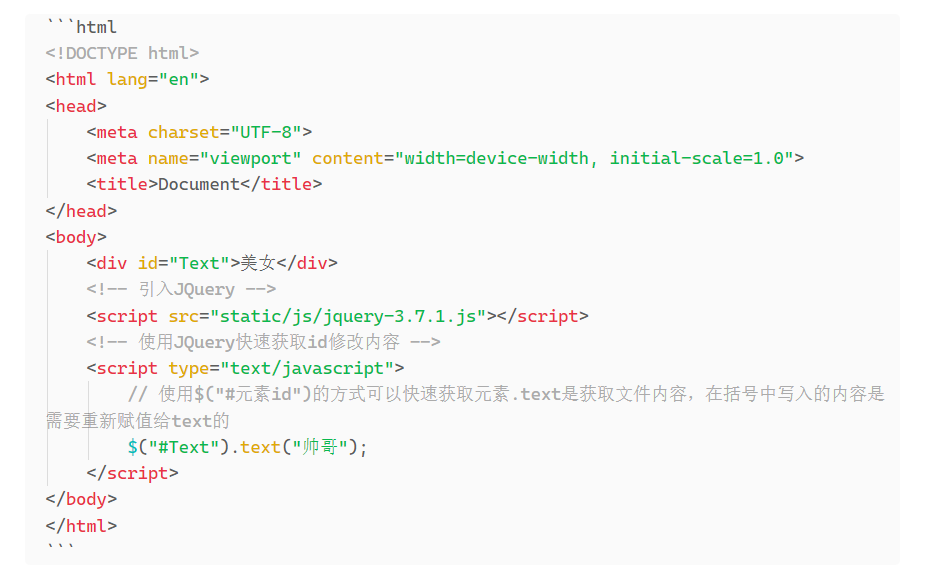 ```html
<!DOCTYPE html>
<html lang="en">
<head>
    <meta charset="UTF-8">
    <meta name="viewport" content="width=device-width, initial-scale=1.0">
    <title>Document</title>
</head>
<body>
    <div id="Text">美女</div>
    <!-- 引入JQuery -->
    <script src="static/js/jquery-3.7.1.js"></script>
    <!-- 使用JQuery快速获取id修改内容 -->
    <script type="text/javascript">
        // 使用$("#元素id")的方式可以快速获取元素.text是获取文件内容，在括号中写入的内容是
需要重新赋值给text的
        $("#Text").text("帅哥");
    </script>
</body>
</html>
```